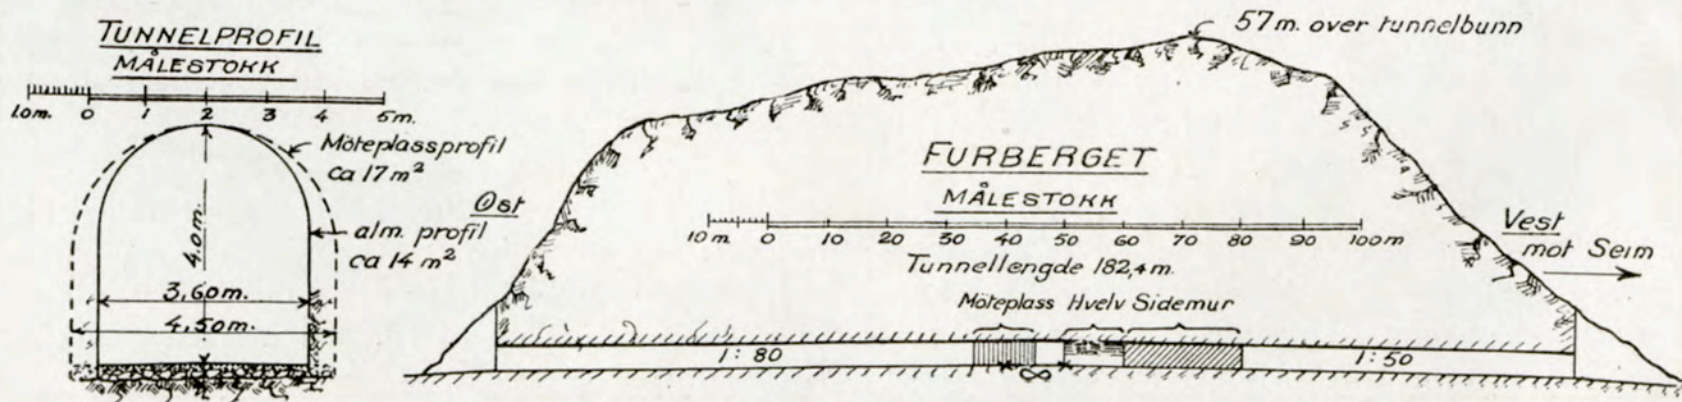 TUNNELPROFIL
MÅLESTOKK
1.0m. 0 1 2 3 4 5m.
Möteplassprofil
ca 17 m²
alm. profil
ca 14 m²
4,0m.
3,60m.
4,50m.
57m. over tunnelbunn
FURBERGET
MÅLESTOKK
10m. 0 10 20 30 40 50 60 70 80 90 100m
Tunnellengde 182,4m.
Möteplass Hvelv Sidemur
Øst
Vest
mot Seim
1:80
∞
1:50